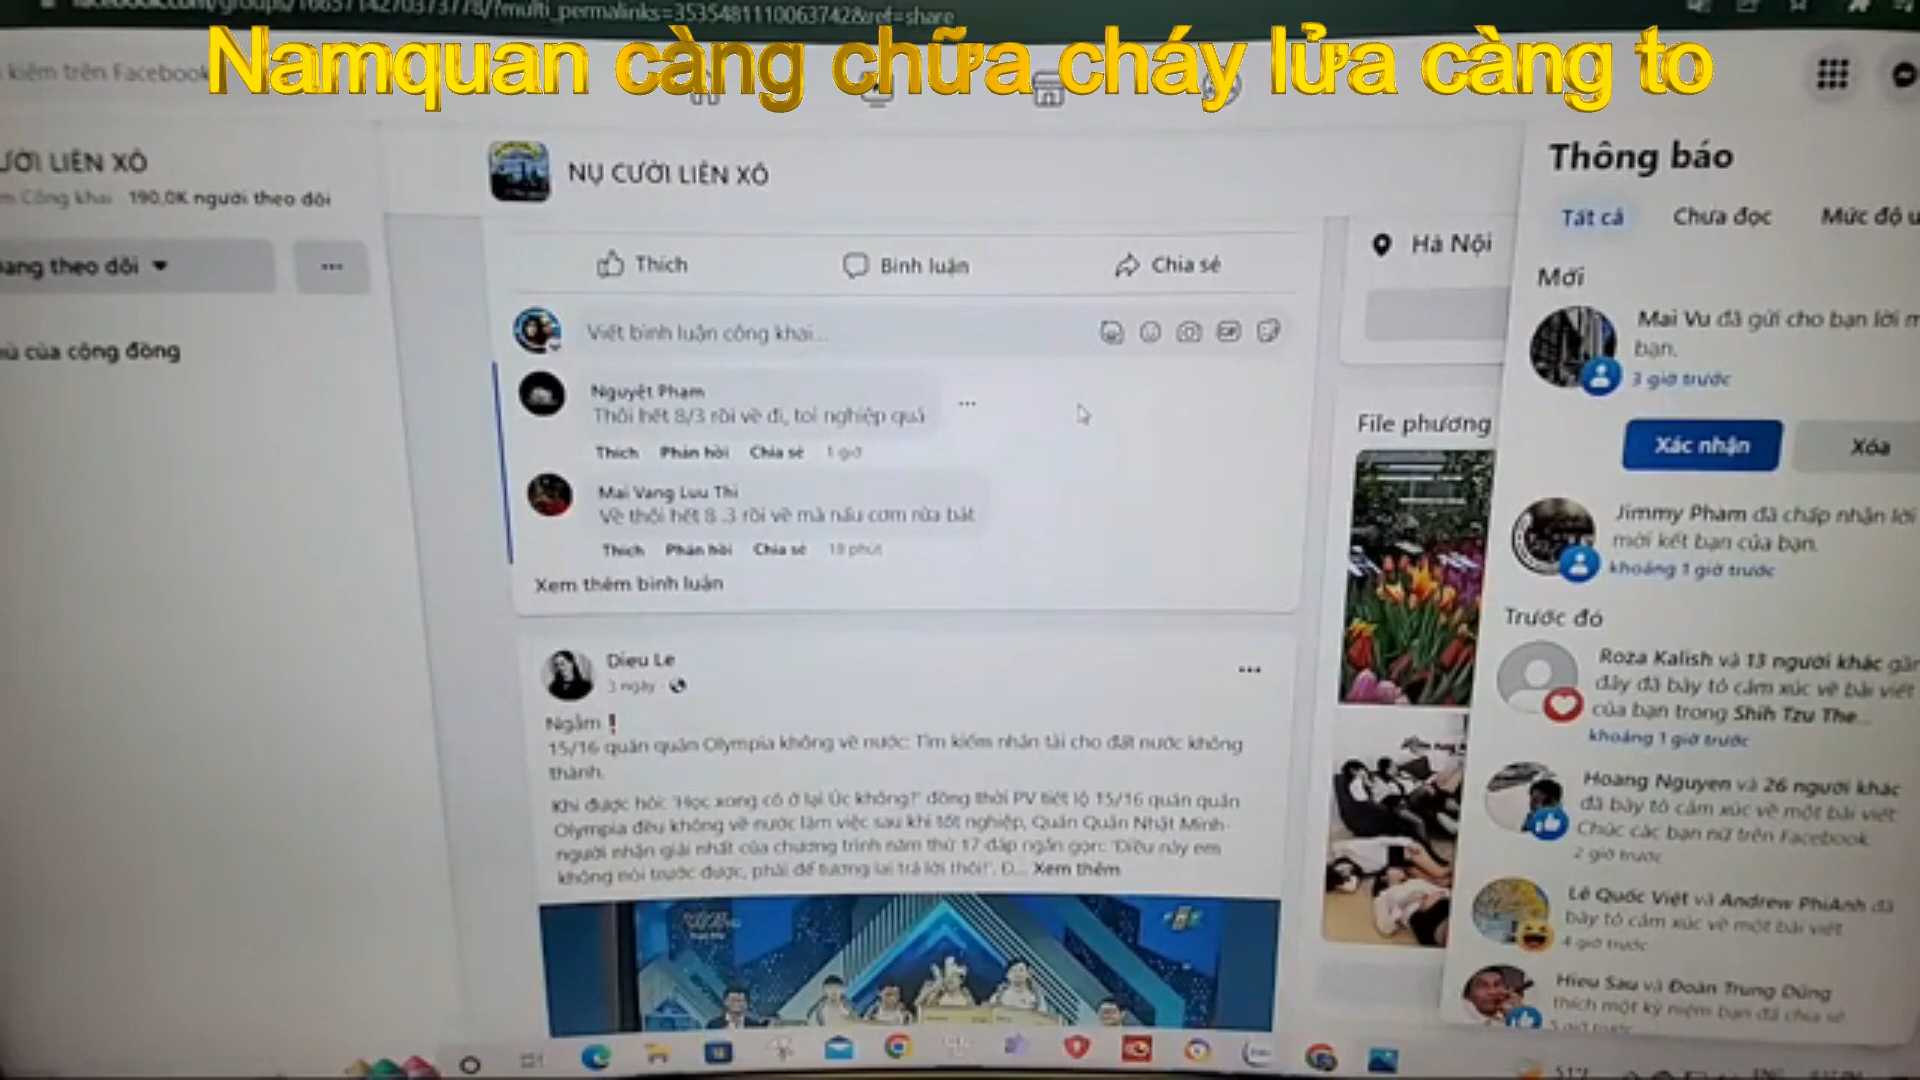 Namquan càng chữa cháy lửa càng to
kiếm trên Facebook
NỤ CƯỜI LIÊN XÔ
ƯỜI LIÊN XÔ
Công khai · 190,0K người theo dõi
ang theo dõi
ủ của cộng đồng
Thích
Bình luận
Chia sẻ
Viết bình luận công khai...
Nguyệt Phạm
Thôi hết 8/3 rồi về đi, tội nghiệp quá
Thích Phản hồi Chia sẻ 1 giờ
Mai Vang Luu Thi
Về thôi hết 8 .3 rồi về mà nấu cơm rửa bát
Thích Phản hồi Chia sẻ 18 phút
Xem thêm bình luận
Dieu Le
3 ngày
Ngẫm❗
15/16 quán quân Olympia không về nước: Tìm kiếm nhân tài cho đất nước không
thành.
Khi được hỏi: "Học xong có ở lại Úc không?" đồng thời PV tiết lộ 15/16 quán quân
Olympia đều không về nước làm việc sau khi tốt nghiệp, Quán Quân Nhật Minh-
người nhận giải nhất của chương trình năm thứ 17 đáp ngắn gọn: "Điều này em
không nói trước được, phải để tương lai trả lời thôi!". Đ... Xem thêm
Hà Nội
File phương
Thông báo
Tất cả
Chưa đọc
Mức độ ư
Mới
Mai Vu đã gửi cho bạn lời m
bạn.
3 giờ trước
Xác nhận
Xóa
Jimmy Pham đã chấp nhận lời
mời kết bạn của bạn.
khoảng 1 giờ trước
Trước đó
Roza Kalish và 13 người khác gần
đây đã bày tỏ cảm xúc về bài viết
của bạn trong Shih Tzu The...
khoảng 1 giờ trước
Hoang Nguyen và 26 người khác
đã bày tỏ cảm xúc về một bài viết:
Chúc các bạn nữ trên Facebook
2 giờ trước
Lê Quốc Việt và Andrew PhiAnh đã
bày tỏ cảm xúc về một bài viết
4 giờ trước
Hieu Sau và Đoàn Trung Dũng
thích một kỷ niệm bạn đã chia sẻ
5 giờ trước